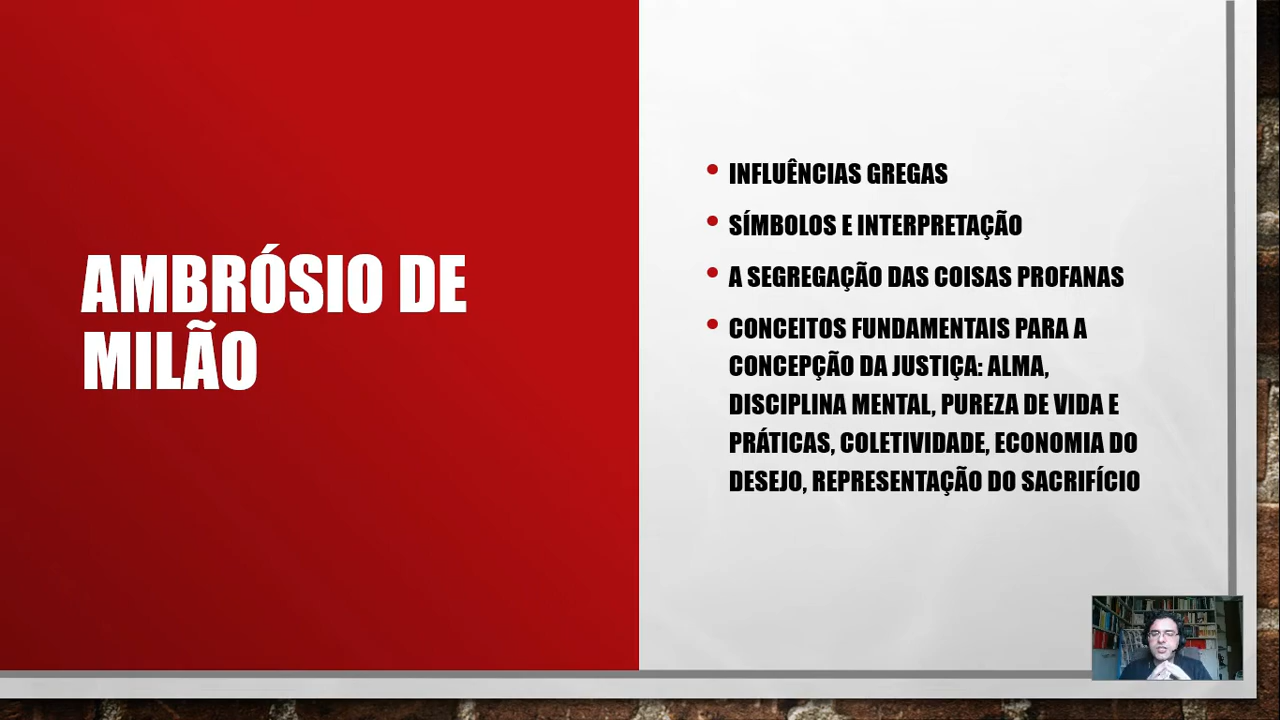 AMBRÓSIO DE
MILÃO
• INFLUÊNCIAS GREGAS
• SÍMBOLOS E INTERPRETAÇÃO
• A SEGREGAÇÃO DAS COISAS PROFANAS
• CONCEITOS FUNDAMENTAIS PARA A
CONCEPÇÃO DA JUSTIÇA: ALMA,
DISCIPLINA MENTAL, PUREZA DE VIDA E
PRÁTICAS, COLETIVIDADE, ECONOMIA DO
DESEJO, REPRESENTAÇÃO DO SACRIFÍCIO